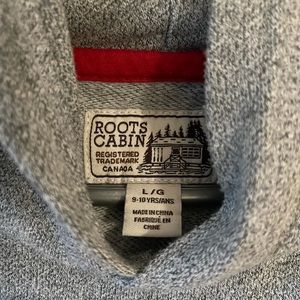 ROOTS
CABIN
REGISTERED
TRADEMARK
CANADA
L / G
9-10 YRS/ANS
MADE IN CHINA
FABRIQUÉ EN
CHINE